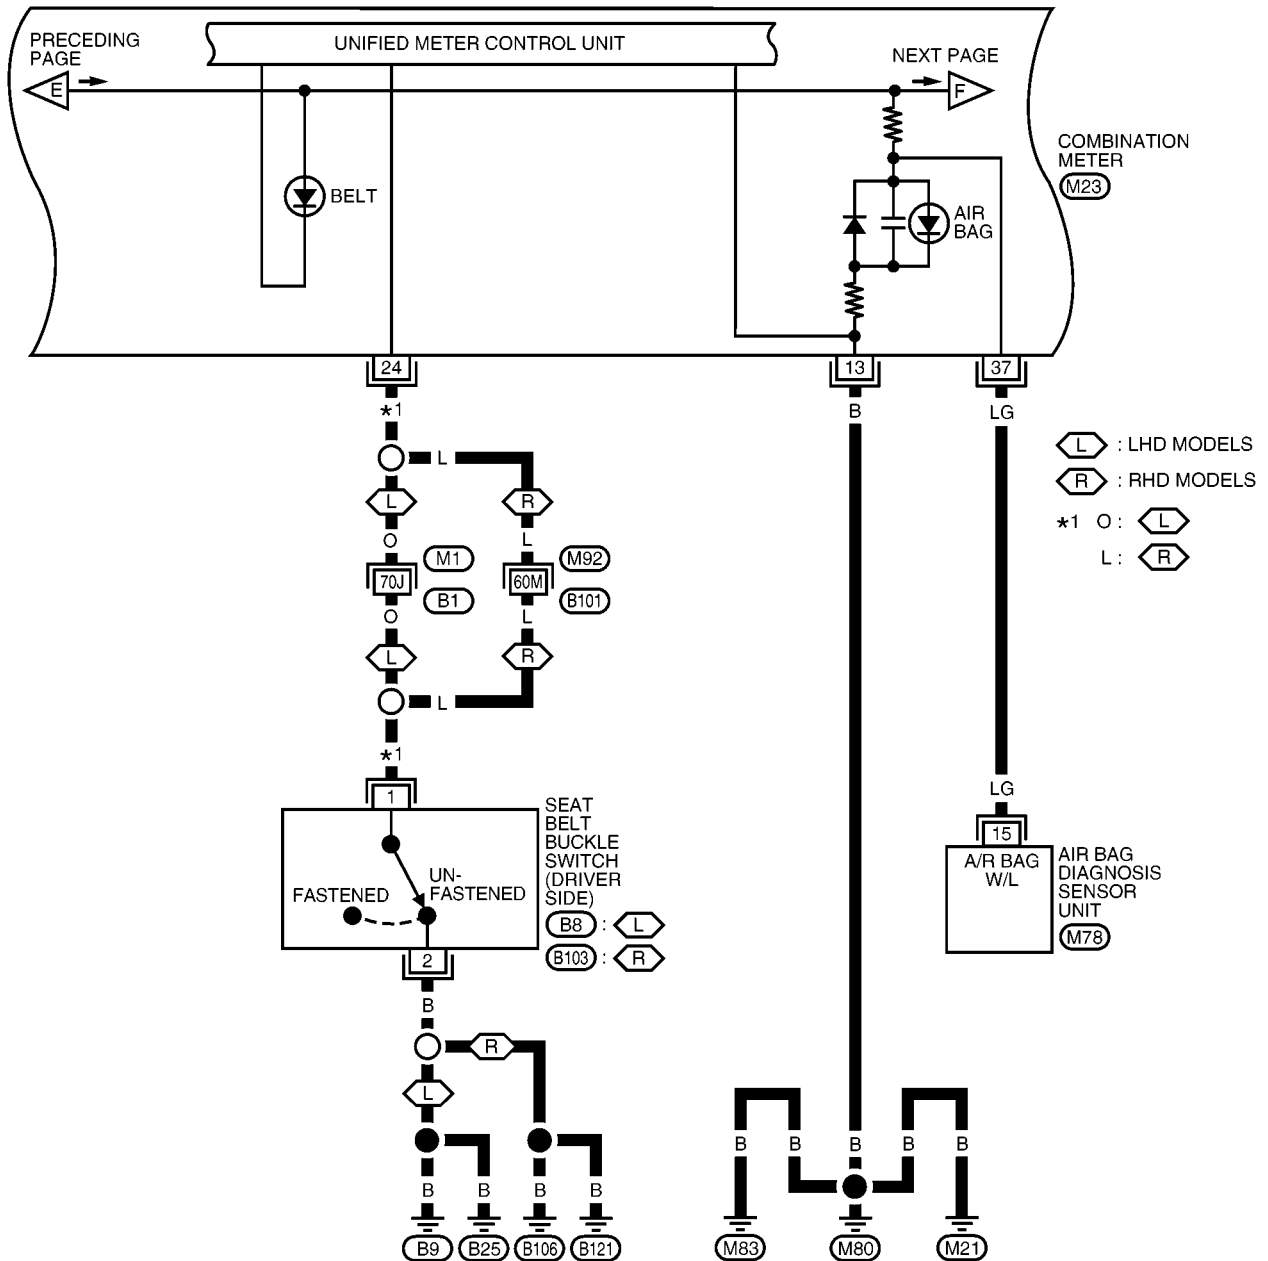 PRECEDING
PAGE
UNIFIED METER CONTROL UNIT
NEXT PAGE
E
F
COMBINATION
METER
M23
BELT
AIR
BAG
24
13
37
*1
B
LG
L
L
R
O
L
M1
M92
70J
60M
B1
B101
O
L
L
R
L
*1
L : LHD MODELS
R : RHD MODELS
*1 O : L
L : R
1
SEAT
BELT
BUCKLE
SWITCH
(DRIVER
SIDE)
B8 : L
B103 : R
UN-
FASTENED
FASTENED
2
LG
15
A/R BAG
W/L
AIR BAG
DIAGNOSIS
SENSOR
UNIT
M78
B
R
L
B
B
B
B
B
B
B
B
B
B9
B25
B106
B121
M83
M80
M21